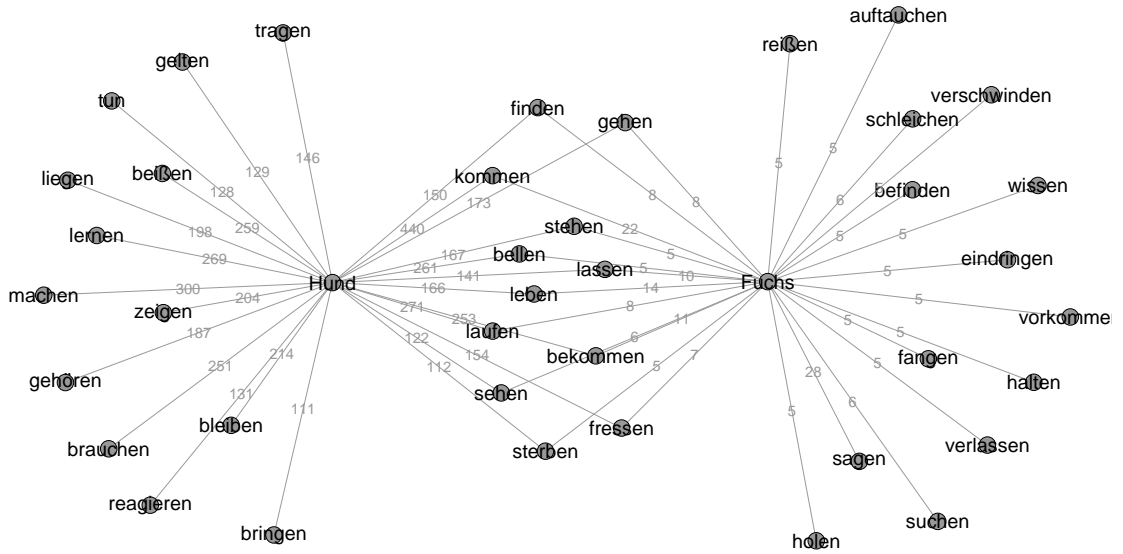 auftauchen
tragen
reißen
gelten
verschwinden
tun
finden
schleichen
gehen
146
5
5
129
beißen
kommen
liegen
wissen
128
befinden
150
8
173
8
6
stehen
259
440
22
198
lernen
5
5
bellen
167
5
269
eindringen
261
5
lassen
5
141
10
Hund
Fuchs
166
14
leben
machen
300
204
5
271
8
zeigen
253
5
vorkomme
187
laufen
5
122
6
11
154
bekommen
214
7
fangen
5
251
112
5
28
gehören
halten
131
sehen
6
111
5
bleiben
fressen
verlassen
brauchen
sterben
sagen
reagieren
suchen
bringen
holen